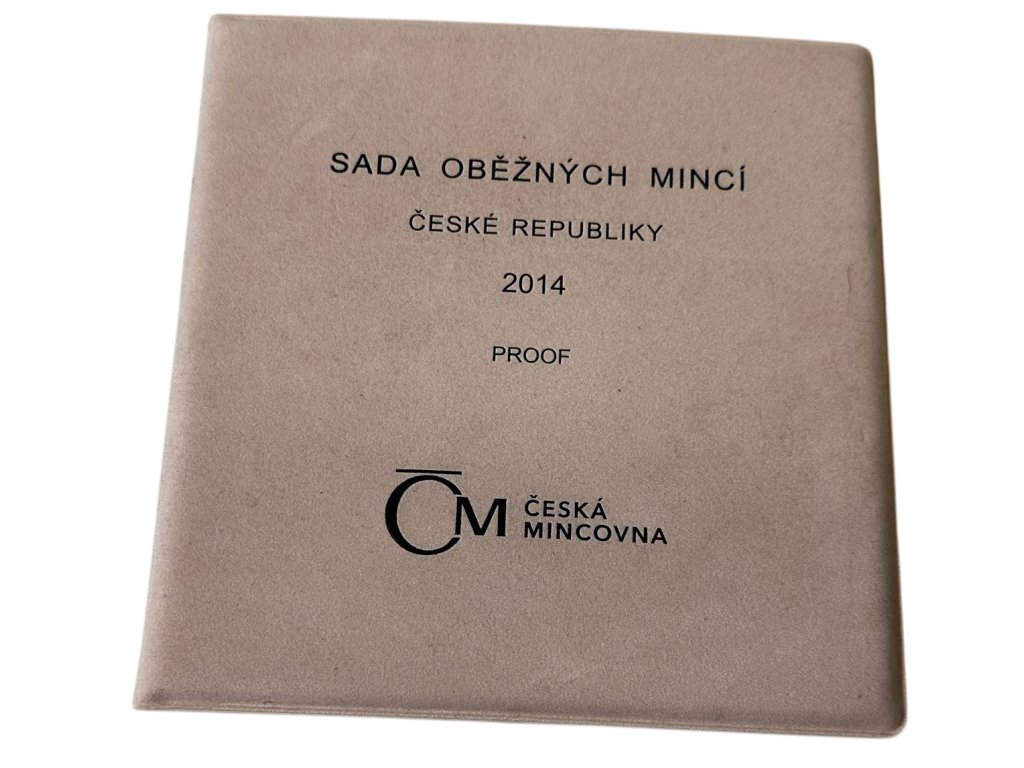 SADA OBĚŽNÝCH MINCÍ
ČESKÉ REPUBLIKY
2014
PROOF
ČM ČESKÁ
MINCOVNA